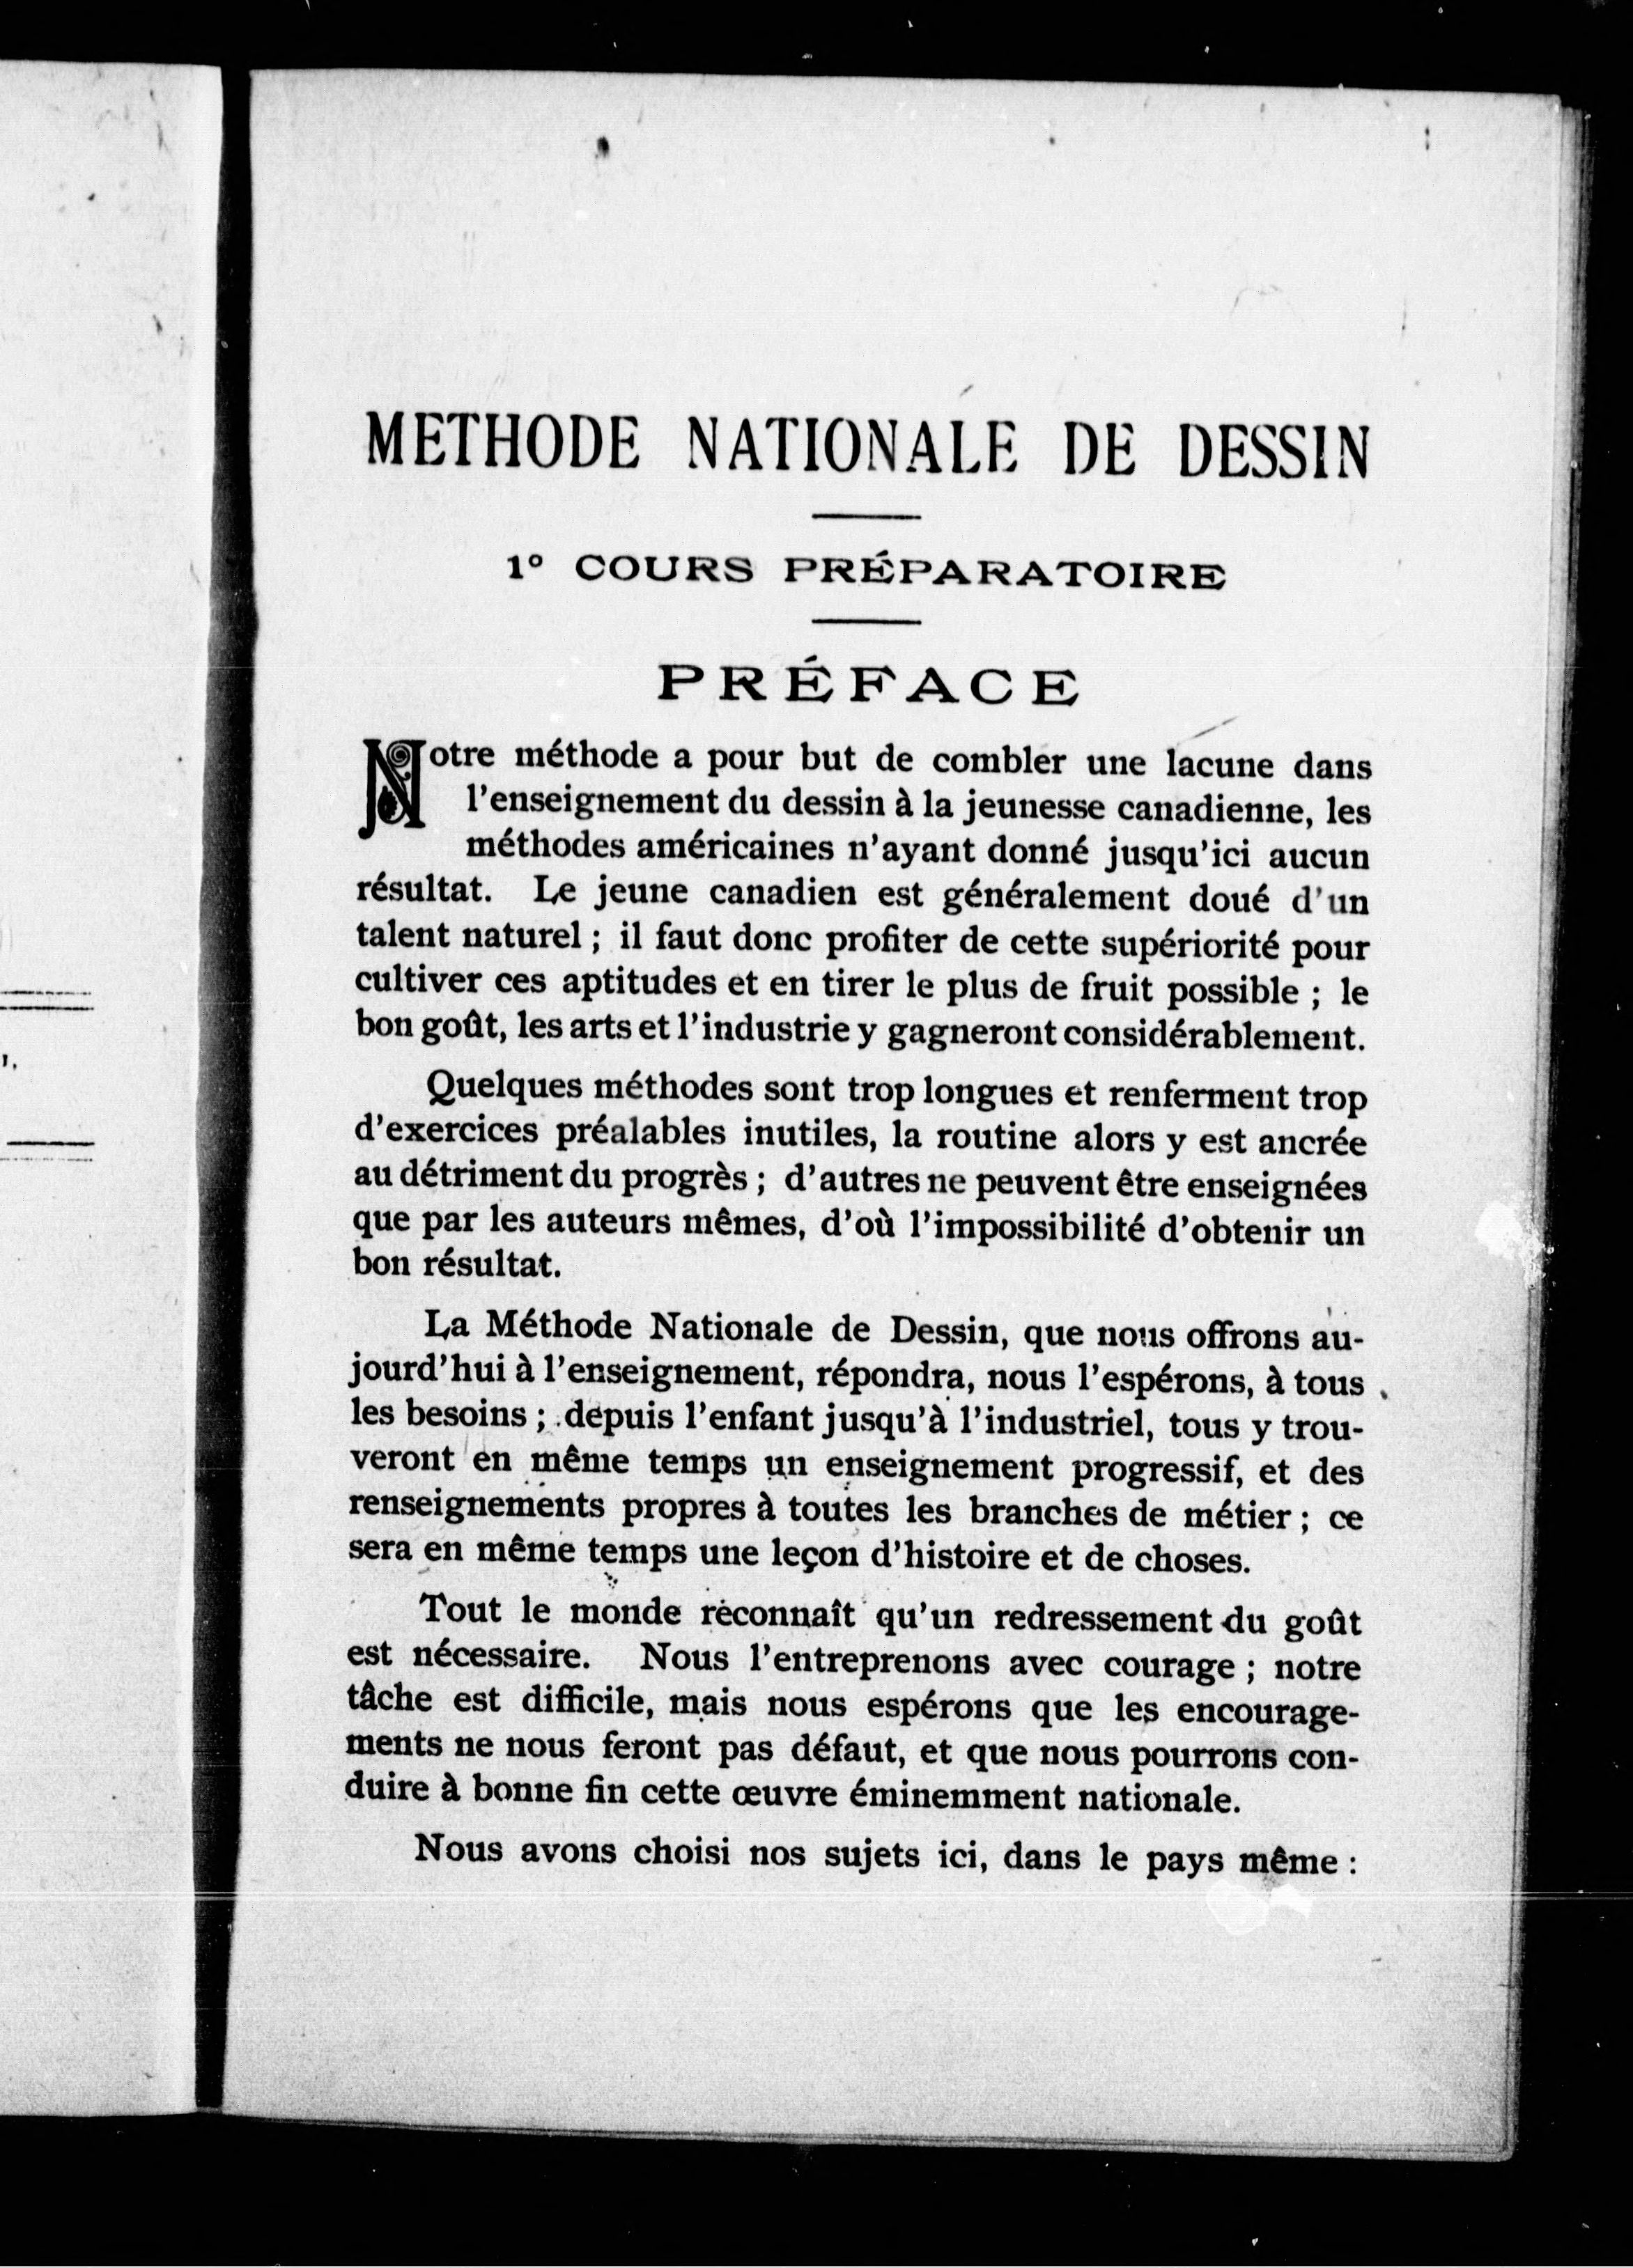 METHODE NATIONALE DE DESSIN
1º COURS PRÉPARATOIRE
PRÉFACE
Notre méthode a pour but de combler une lacune dans
l'enseignement du dessin à la jeunesse canadienne, les
méthodes américaines n'ayant donné jusqu'ici aucun
résultat. Le jeune canadien est généralement doué d'un
talent naturel ; il faut donc profiter de cette supériorité pour
cultiver ces aptitudes et en tirer le plus de fruit possible ; le
bon goût, les arts et l'industrie y gagneront considérablement.
Quelques méthodes sont trop longues et renferment trop
d'exercices préalables inutiles, la routine alors y est ancrée
au détriment du progrès ; d'autres ne peuvent être enseignées
que par les auteurs mêmes, d'où l'impossibilité d'obtenir un
bon résultat.
La Méthode Nationale de Dessin, que nous offrons au-
jourd'hui à l'enseignement, répondra, nous l'espérons, à tous
les besoins ; depuis l'enfant jusqu'à l'industriel, tous y trou-
veront en même temps un enseignement progressif, et des
renseignements propres à toutes les branches de métier ; ce
sera en même temps une leçon d'histoire et de choses.
Tout le monde reconnaît qu'un redressement du goût
est nécessaire. Nous l'entreprenons avec courage ; notre
tâche est difficile, mais nous espérons que les encourage-
ments ne nous feront pas défaut, et que nous pourrons con-
duire à bonne fin cette œuvre éminemment nationale.
Nous avons choisi nos sujets ici, dans le pays même :